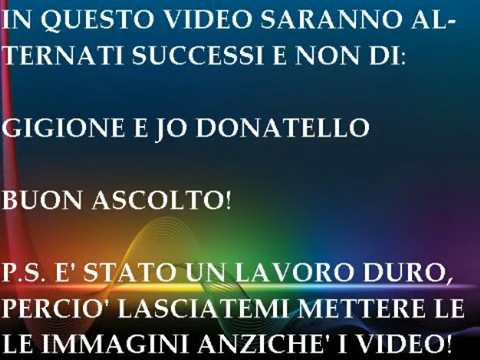 IN QUESTO VIDEO SARANNO AL-
TERNATI SUCCESSI E NON DI:
GIGIONE E JO DONATELLO
BUON ASCOLTO!
P.S. E' STATO UN LAVORO DURO,
PERCIO' LASCIATEMI METTERE LE
LE IMMAGINI ANZICHE' I VIDEO!